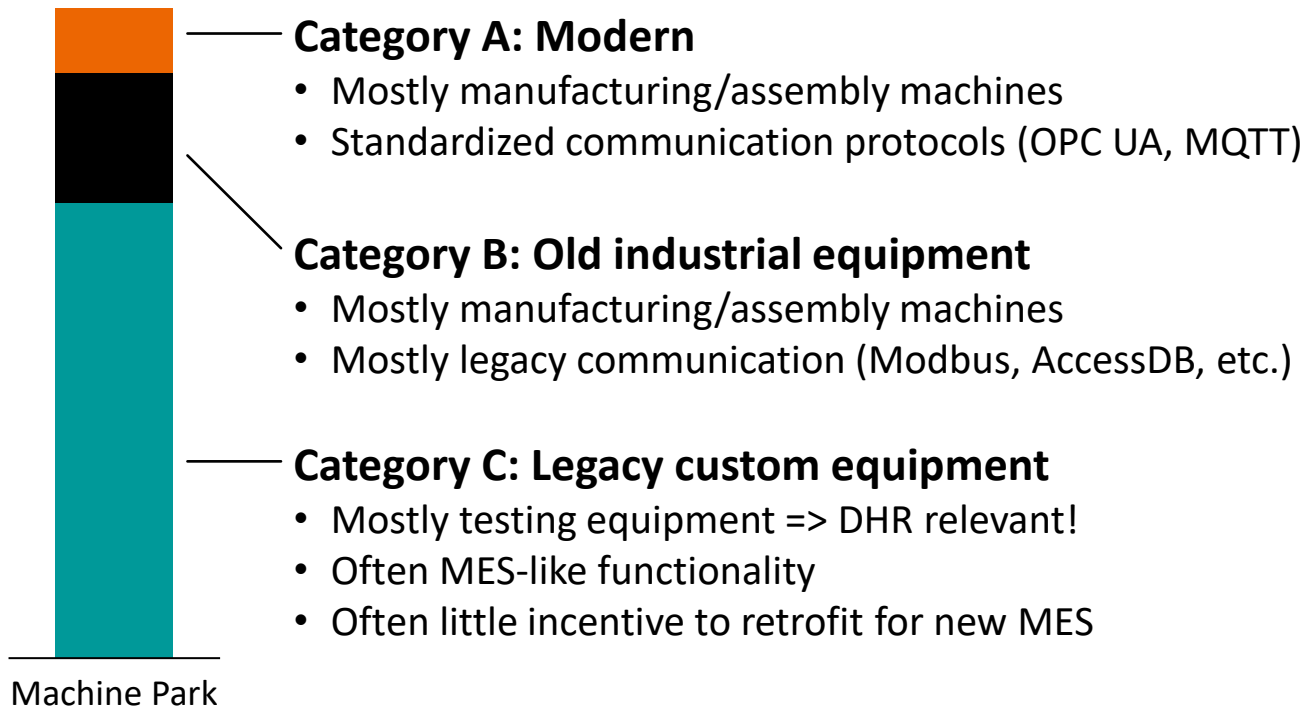 Category A: Modern
• Mostly manufacturing/assembly machines
• Standardized communication protocols (OPC UA, MQTT)
Category B: Old industrial equipment
• Mostly manufacturing/assembly machines
• Mostly legacy communication (Modbus, AccessDB, etc.)
Category C: Legacy custom equipment
• Mostly testing equipment => DHR relevant!
• Often MES-like functionality
• Often little incentive to retrofit for new MES
Machine Park